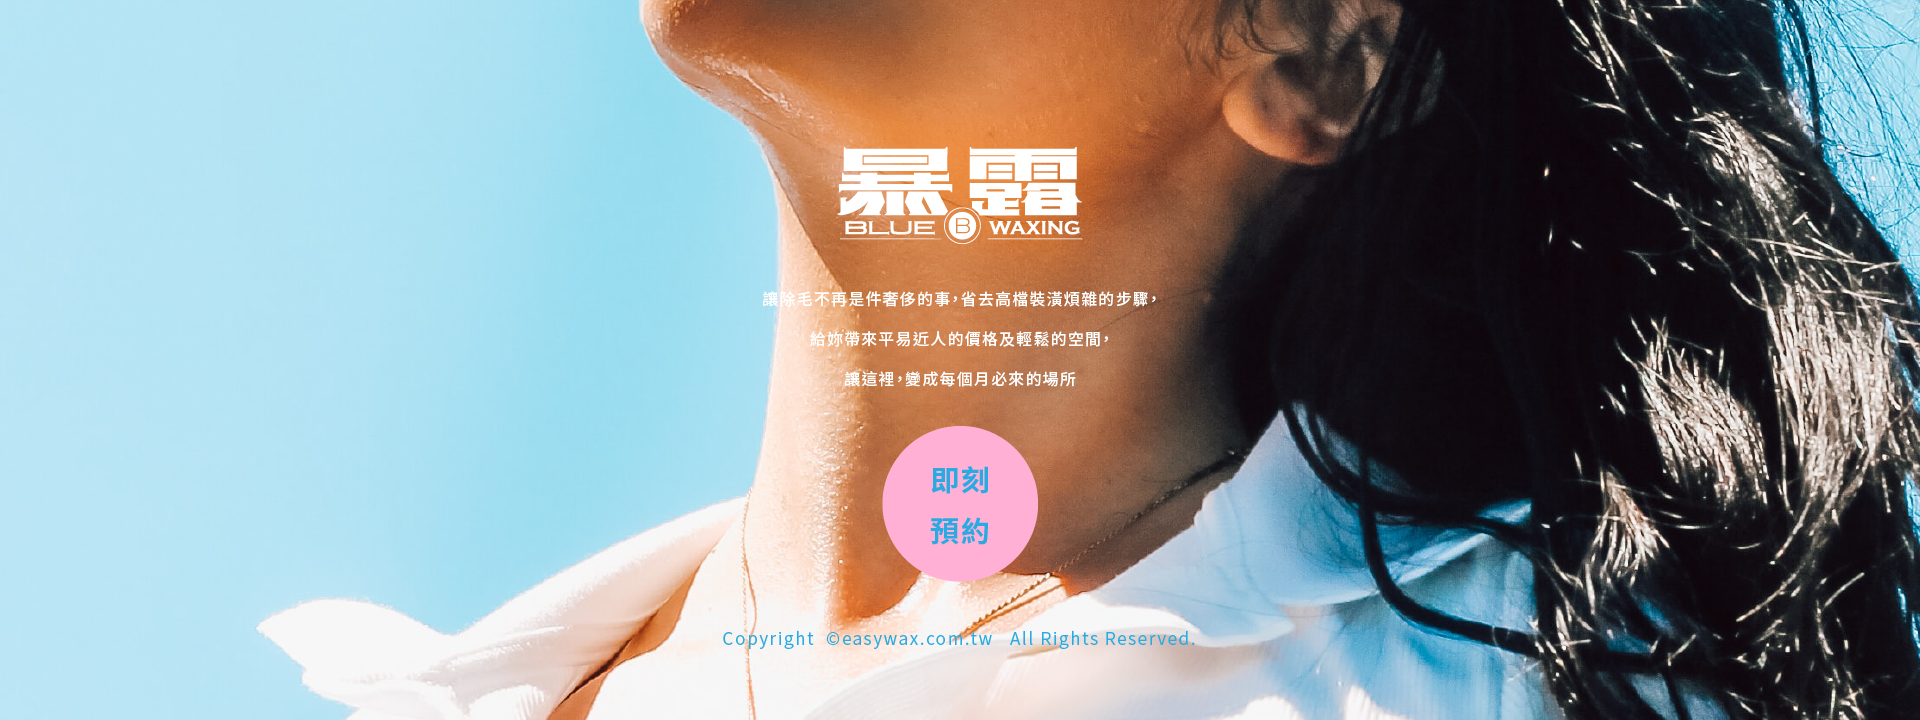 暴露
BLUE B WAXING
讓除毛不再是件奢侈的事，省去高檔裝潢煩雜的步驟，
給妳帶來平易近人的價格及輕鬆的空間，
讓這裡，變成每個月必來的場所
即刻
預約
Copyright ©easywax.com.tw All Rights Reserved.